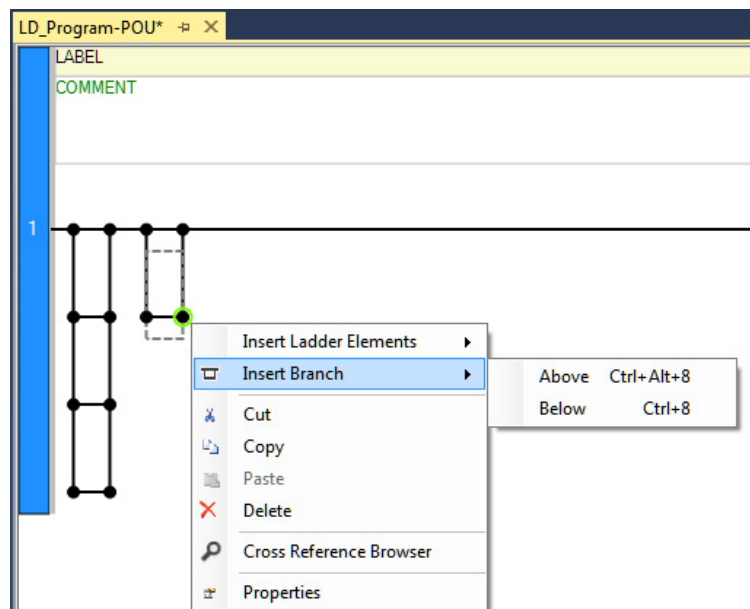 LD_Program-POU*
LABEL
COMMENT
1
Insert Ladder Elements
Insert Branch
Above Ctrl+Alt+8
Below Ctrl+8
Cut
Copy
Paste
Delete
Cross Reference Browser
Properties